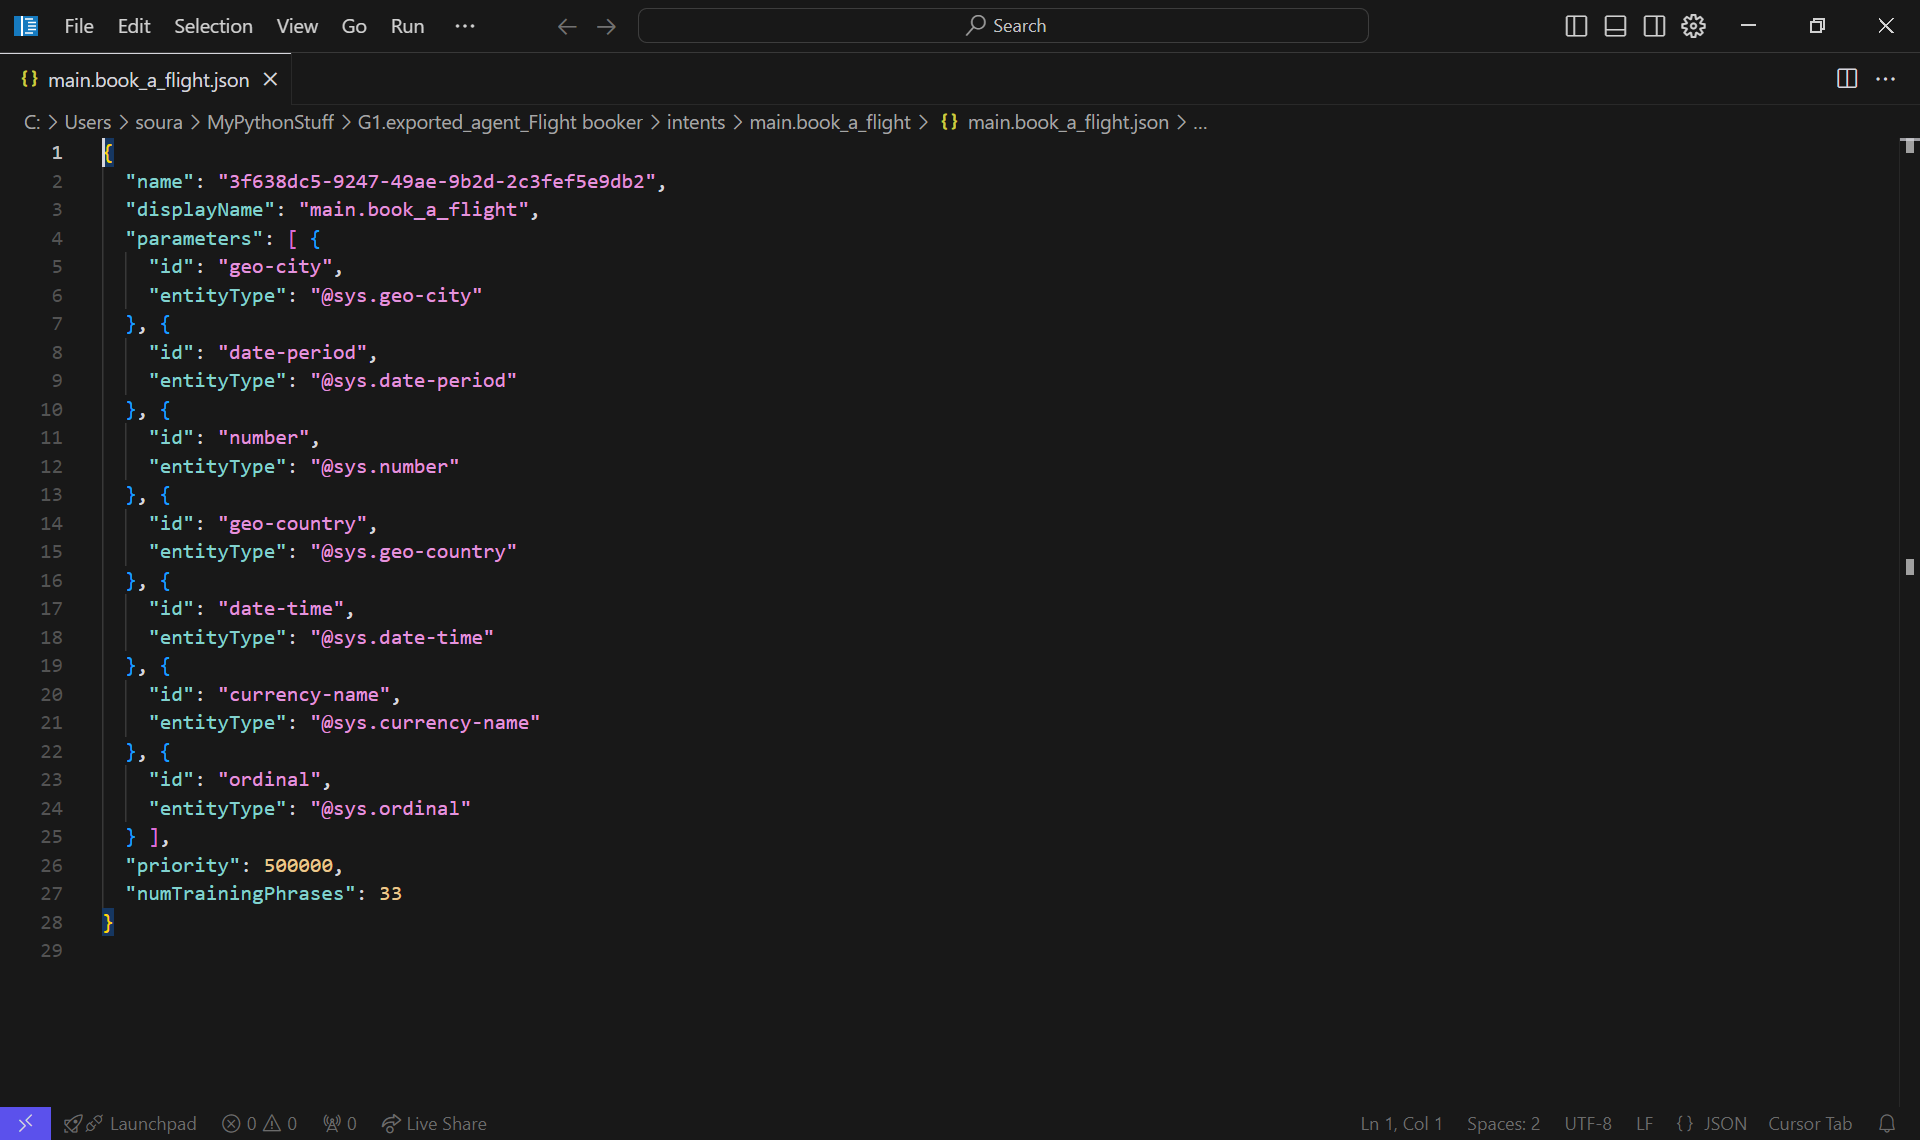 File Edit Selection View Go Run ··· Search
main.book_a_flight.json
C: > Users > soura > MyPythonStuff > G1.exported_agent_Flight booker > intents > main.book_a_flight > {} main.book_a_flight.json > ...
1 {
2 "name": "3f638dc5-9247-49ae-9b2d-2c3fef5e9db2",
3 "displayName": "main.book_a_flight",
4 "parameters": [ {
5 "id": "geo-city",
6 "entityType": "@sys.geo-city"
7 }, {
8 "id": "date-period",
9 "entityType": "@sys.date-period"
10 }, {
11 "id": "number",
12 "entityType": "@sys.number"
13 }, {
14 "id": "geo-country",
15 "entityType": "@sys.geo-country"
16 }, {
17 "id": "date-time",
18 "entityType": "@sys.date-time"
19 }, {
20 "id": "currency-name",
21 "entityType": "@sys.currency-name"
22 }, {
23 "id": "ordinal",
24 "entityType": "@sys.ordinal"
25 } ],
26 "priority": 500000,
27 "numTrainingPhrases": 33
28 }
29
Launchpad 0 0 0 Live Share Ln 1, Col 1 Spaces: 2 UTF-8 LF {} JSON Cursor Tab